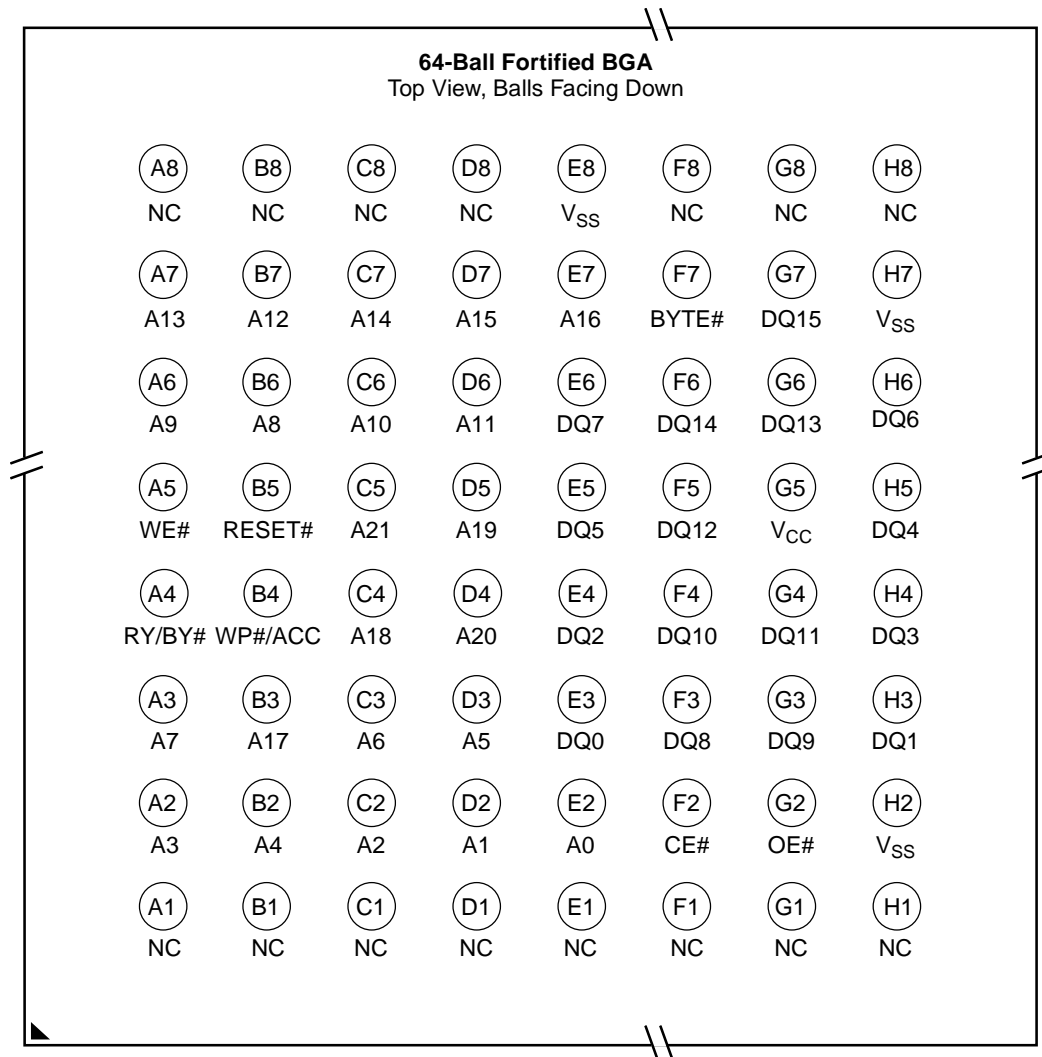 64-Ball Fortified BGA
Top View, Balls Facing Down
A8 B8 C8 D8 E8 F8 G8 H8
NC NC NC NC VSS NC NC NC
A7 B7 C7 D7 E7 F7 G7 H7
A13 A12 A14 A15 A16 BYTE# DQ15 VSS
A6 B6 C6 D6 E6 F6 G6 H6
A9 A8 A10 A11 DQ7 DQ14 DQ13 DQ6
A5 B5 C5 D5 E5 F5 G5 H5
WE# RESET# A21 A19 DQ5 DQ12 VCC DQ4
A4 B4 C4 D4 E4 F4 G4 H4
RY/BY# WP#/ACC A18 A20 DQ2 DQ10 DQ11 DQ3
A3 B3 C3 D3 E3 F3 G3 H3
A7 A17 A6 A5 DQ0 DQ8 DQ9 DQ1
A2 B2 C2 D2 E2 F2 G2 H2
A3 A4 A2 A1 A0 CE# OE# VSS
A1 B1 C1 D1 E1 F1 G1 H1
NC NC NC NC NC NC NC NC